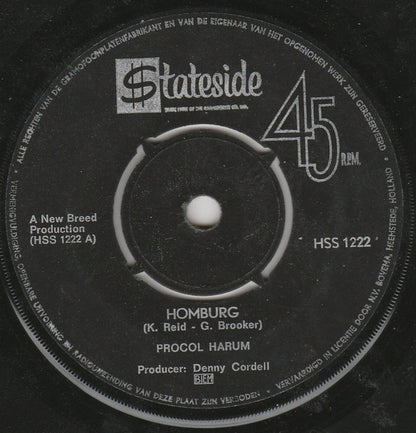 ALLE RECHTEN VAN DE GRAMOFOONPLATENFABRIKANT EN VAN DE EIGENAAR VAN HET OPGENOMEN WERK ZIJN GERESERVEERD
Stateside
TRADE MARK OF THE GRAMOPHONE CO. LTD.
45
R.P.M.
A New Breed
Production
(HSS 1222 A)
HSS 1222
HOMBURG
(K. Reid - G. Brooker)
PROCOL HARUM
Producer: Denny Cordell
BIEM
VERMENIGVULDIGING, OPENBARE UITVOERING EN RADIOUITZENDING VAN DEZE PLAAT ZIJN VERBODEN
VERVAARDIGD IN LICENTIE DOOR N.V. BOVEMA, HEEMSTEDE, HOLLAND